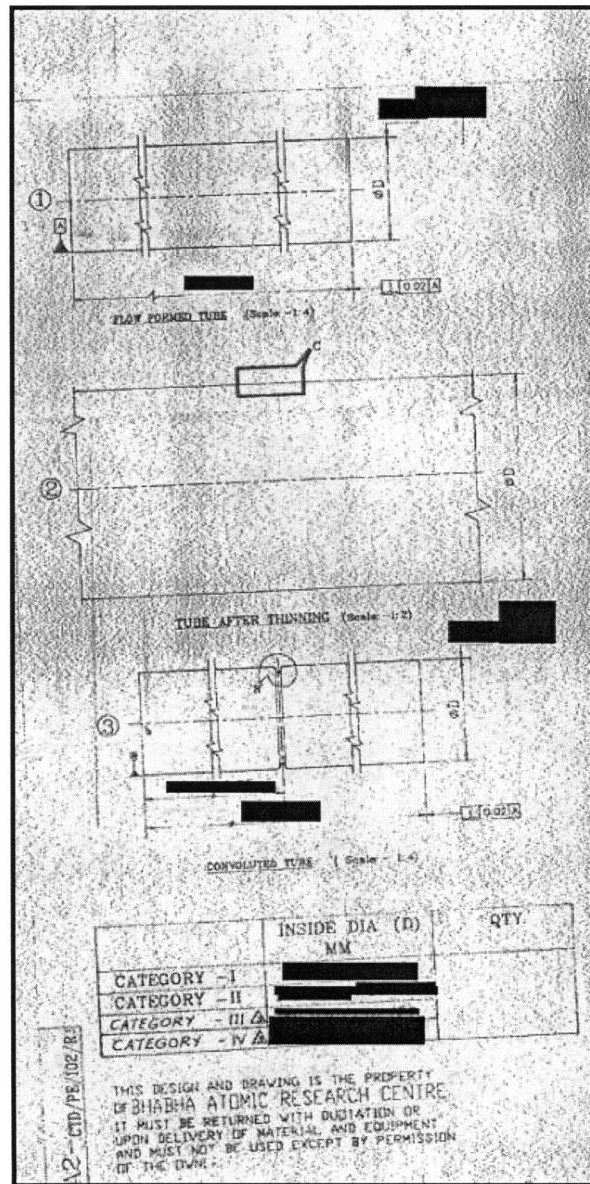 ①
A
ØD
⊥ 0.02 A
FLOW FORMED TUBE (Scale -1:4)
C
②
ØD
TUBE AFTER THINNING (Scale -1:2)
③
ØD
⊥ 0.02 A
CONVOLUTED TUBE ( Scale - 1:4)
INSIDE DIA (D) MM QTY
CATEGORY -I
CATEGORY -II
CATEGORY -III
CATEGORY -IV
A2-CTD/PB/102/R
THIS DESIGN AND DRAWING IS THE PROPERTY
OF BHABHA ATOMIC RESEARCH CENTRE
IT MUST BE RETURNED WITH QUOTATION OR
UPON DELIVERY OF MATERIAL AND EQUIPMENT
AND MUST NOT BE USED EXCEPT BY PERMISSION
OF THE